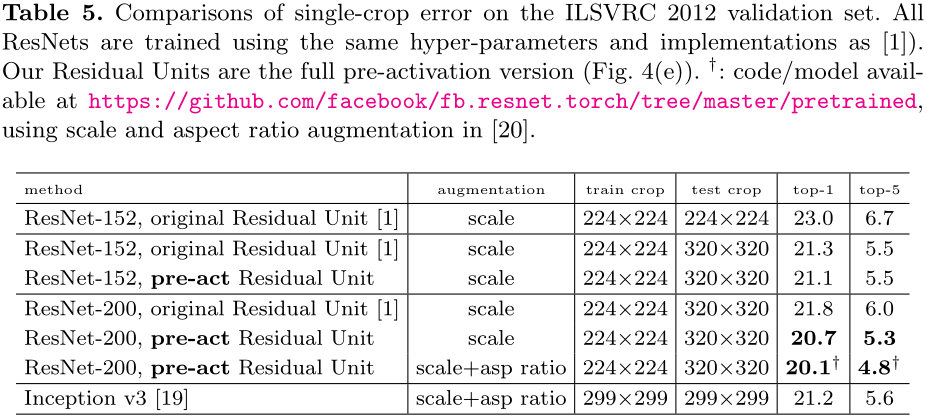 Table 5. Comparisons of single-crop error on the ILSVRC 2012 validation set. All
ResNets are trained using the same hyper-parameters and implementations as [1]).
Our Residual Units are the full pre-activation version (Fig. 4(e)). †: code/model avail-
able at https://github.com/facebook/fb.resnet.torch/tree/master/pretrained,
using scale and aspect ratio augmentation in [20].
method augmentation train crop test crop top-1 top-5
ResNet-152, original Residual Unit [1] scale 224×224 224×224 23.0 6.7
ResNet-152, original Residual Unit [1] scale 224×224 320×320 21.3 5.5
ResNet-152, pre-act Residual Unit scale 224×224 320×320 21.1 5.5
ResNet-200, original Residual Unit [1] scale 224×224 320×320 21.8 6.0
ResNet-200, pre-act Residual Unit scale 224×224 320×320 20.7 5.3
ResNet-200, pre-act Residual Unit scale+asp ratio 224×224 320×320 20.1† 4.8†
Inception v3 [19] scale+asp ratio 299×299 299×299 21.2 5.6